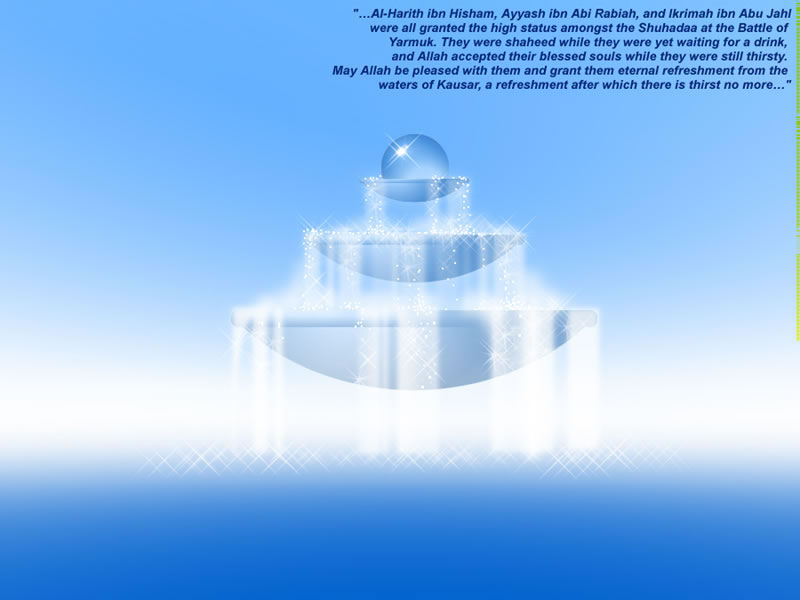 "...Al-Harith ibn Hisham, Ayyash ibn Abi Rabiah, and Ikrimah ibn Abu Jahl
were all granted the high status amongst the Shuhadaa at the Battle of
Yarmuk. They were shaheed while they were yet waiting for a drink,
and Allah accepted their blessed souls while they were still thirsty.
May Allah be pleased with them and grant them eternal refreshment from the
waters of Kausar, a refreshment after which there is thirst no more..."